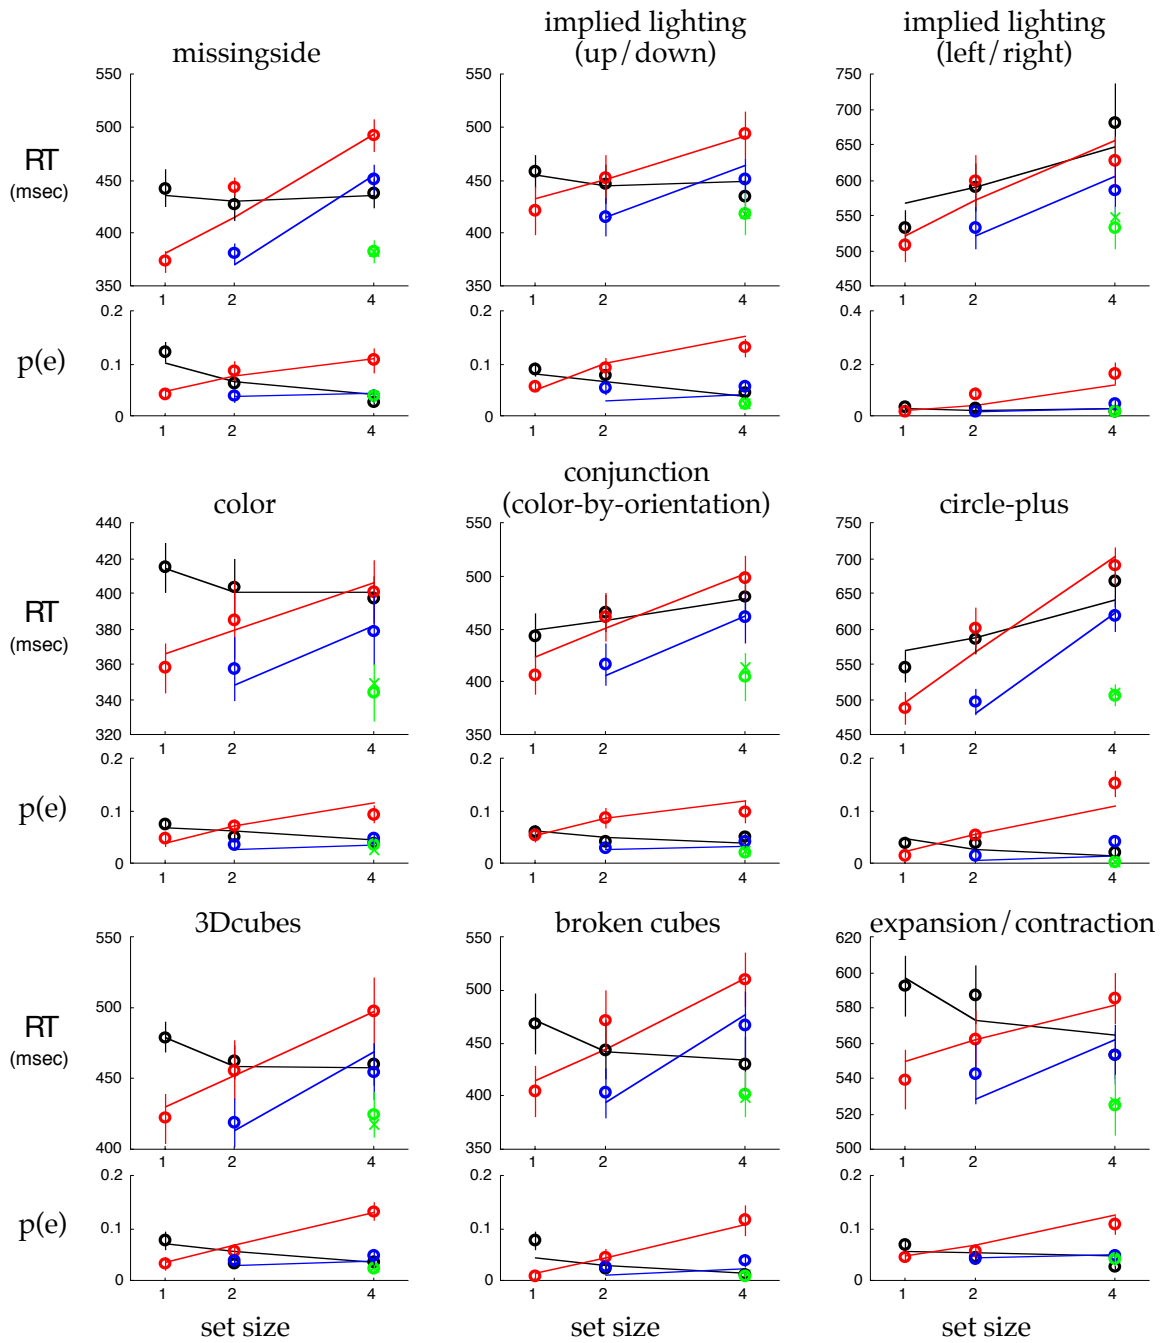 missingside
implied lighting
(up/down)
implied lighting
(left/right)
RT
(msec)
550
500
450
400
350
1 2 4
550
500
450
400
350
1 2 4
750
700
650
600
550
500
450
1 2 4
p(e)
0.2
0.1
0
1 2 4
0.2
0.1
0
1 2 4
0.4
0.2
0
1 2 4
color
conjunction
(color-by-orientation)
circle-plus
RT
(msec)
440
420
400
380
360
340
320
1 2 4
550
500
450
400
350
1 2 4
750
700
650
600
550
500
450
1 2 4
p(e)
0.2
0.1
0
1 2 4
0.2
0.1
0
1 2 4
0.2
0.1
0
1 2 4
3Dcubes
broken cubes
expansion/contraction
RT
(msec)
550
500
450
400
1 2 4
550
500
450
400
350
1 2 4
620
600
580
560
540
520
500
1 2 4
p(e)
0.2
0.1
0
1 2 4
0.2
0.1
0
1 2 4
0.2
0.1
0
1 2 4
set size
set size
set size